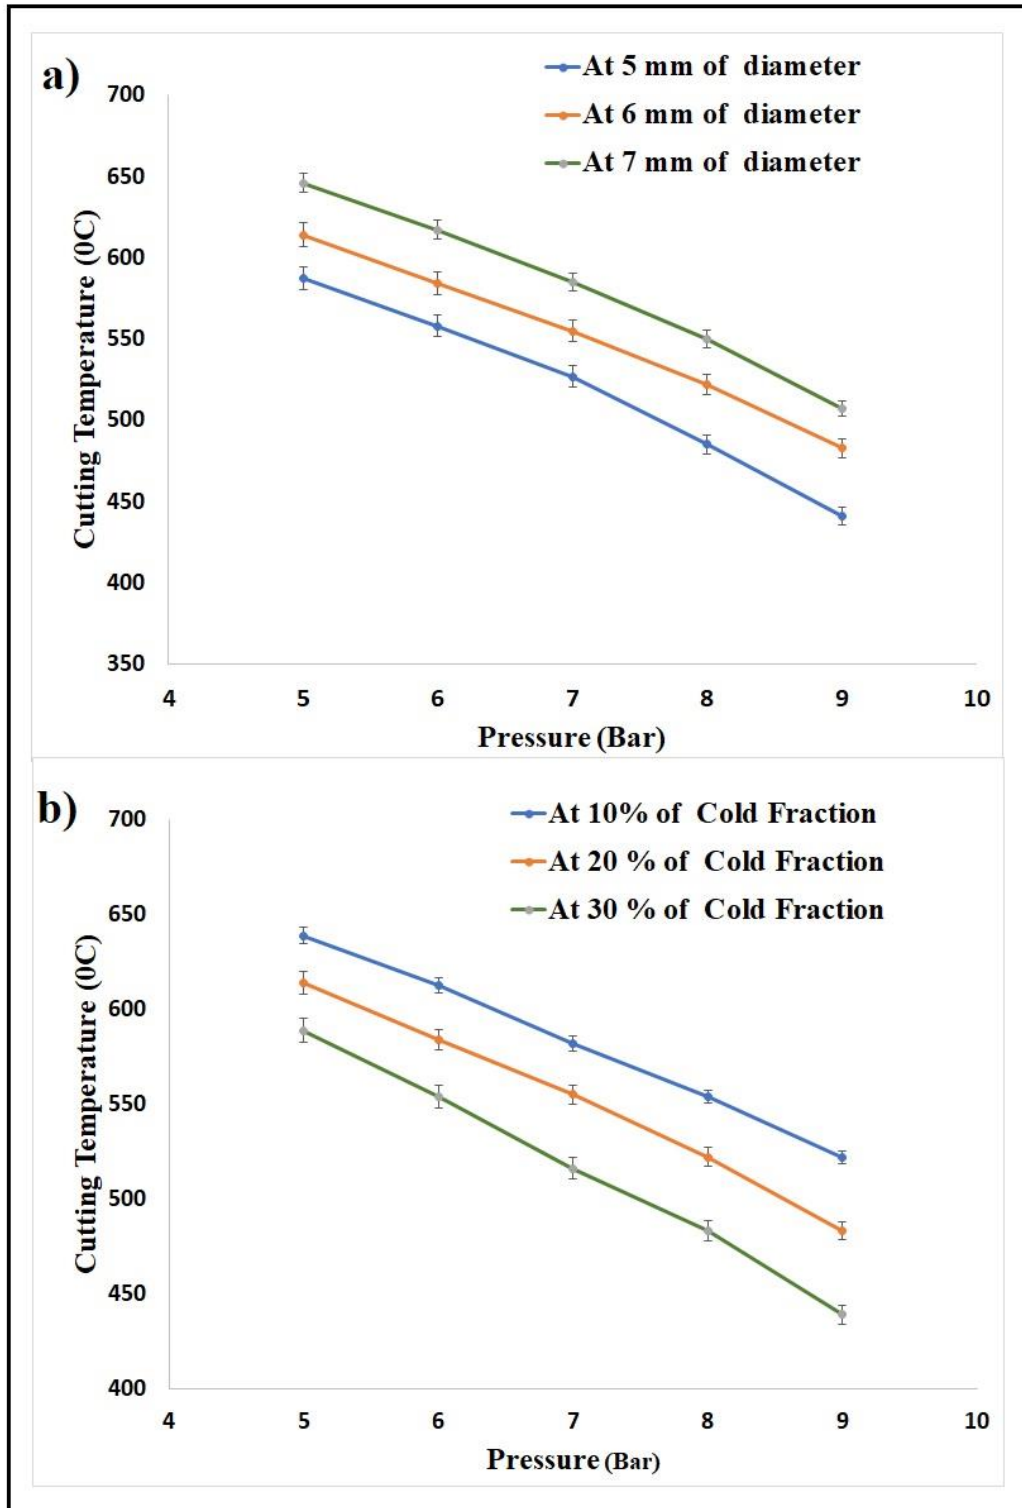 a)
At 5 mm of diameter
At 6 mm of diameter
At 7 mm of diameter
700
650
600
550
500
450
400
350
Cutting Temperature (0C)
4 5 6 7 8 9 10
Pressure (Bar)
b)
At 10% of Cold Fraction
At 20 % of Cold Fraction
At 30 % of Cold Fraction
700
650
600
550
500
450
400
Cutting Temperature (0C)
4 5 6 7 8 9 10
Pressure (Bar)